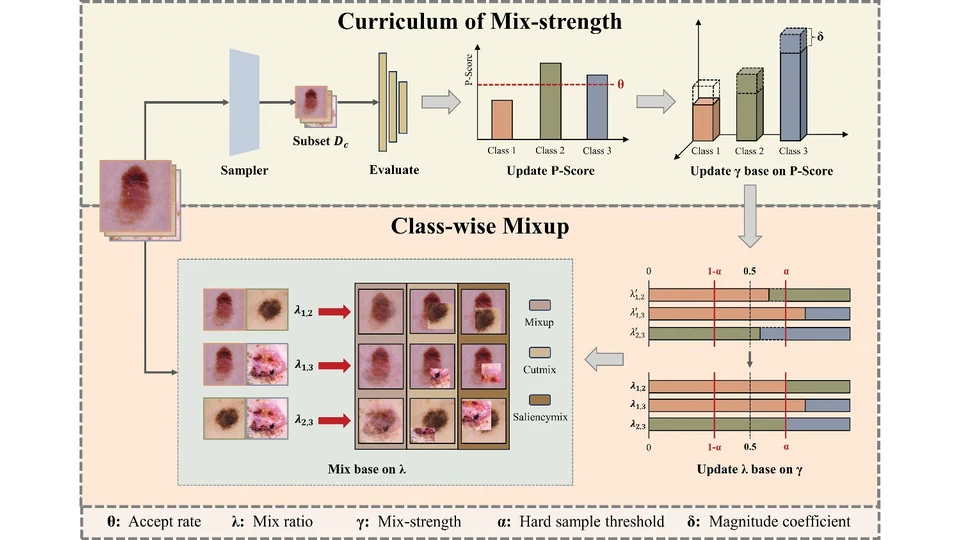 Curriculum of Mix-strength
Sampler
Subset D_c
Evaluate
P-Score
θ
Class 1 Class 2 Class 3
Update P-Score
δ
Class 1 Class 2 Class 3
Update γ base on P-Score
Class-wise Mixup
λ₁,₂
λ₁,₃
λ₂,₃
Mixup
Cutmix
Saliencymix
Mix base on λ
0 1-α 0.5 α
λ′₁,₂
λ′₁,₃
λ′₂,₃
λ₁,₂
λ₁,₃
λ₂,₃
0 1-α 0.5 α
Update λ base on γ
θ: Accept rate λ: Mix ratio γ: Mix-strength α: Hard sample threshold δ: Magnitude coefficient